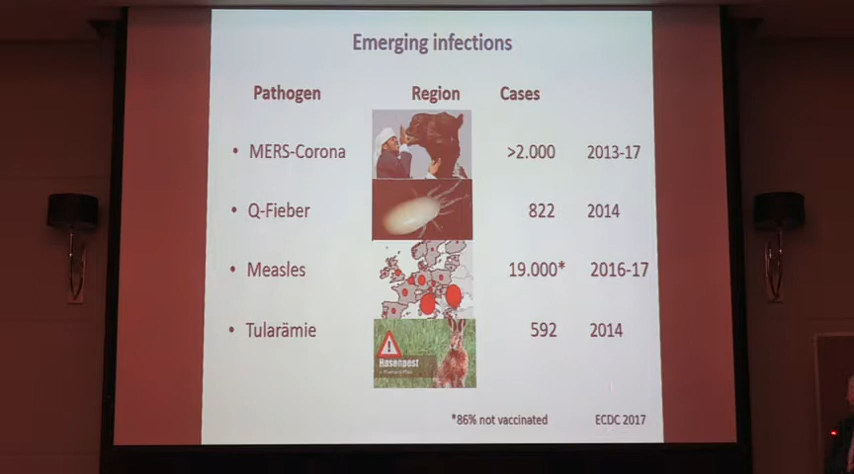 Emerging infections
Pathogen Region Cases
• MERS-Corona >2.000 2013-17
• Q-Fieber 822 2014
• Measles 19.000* 2016-17
• Tularämie 592 2014
Hasenpest
*86% not vaccinated ECDC 2017